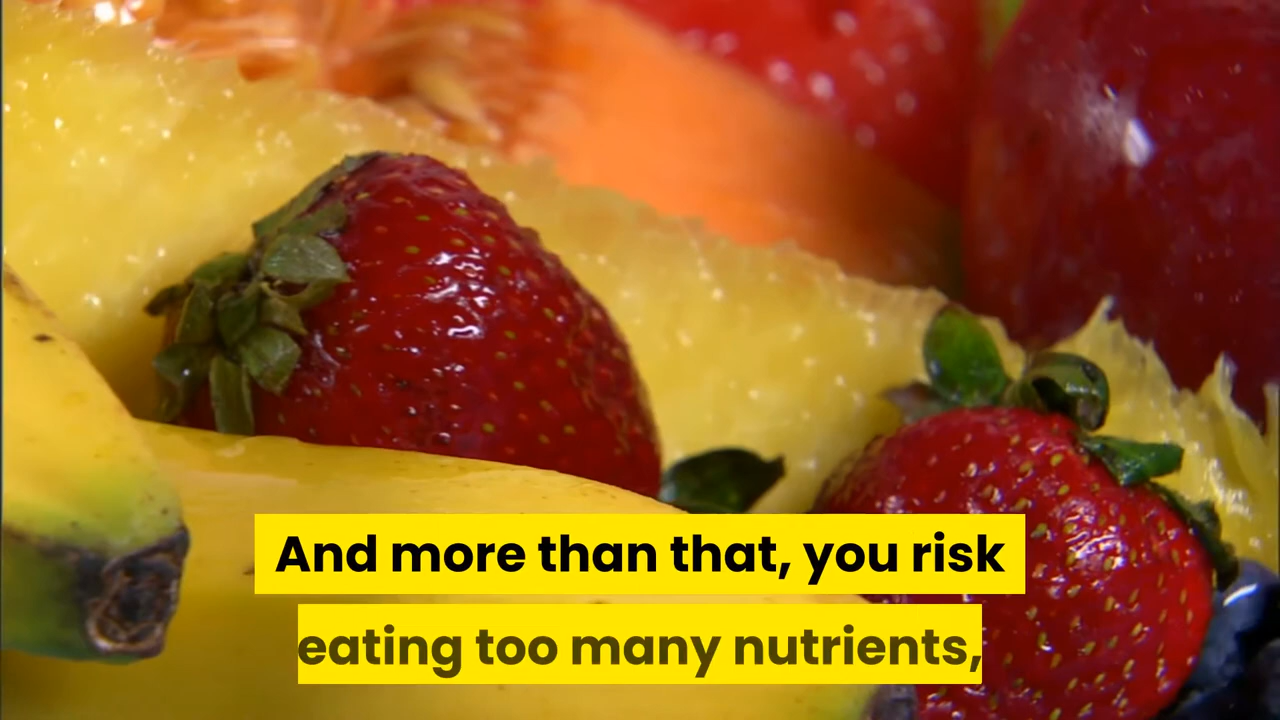 And more than that, you risk
eating too many nutrients,